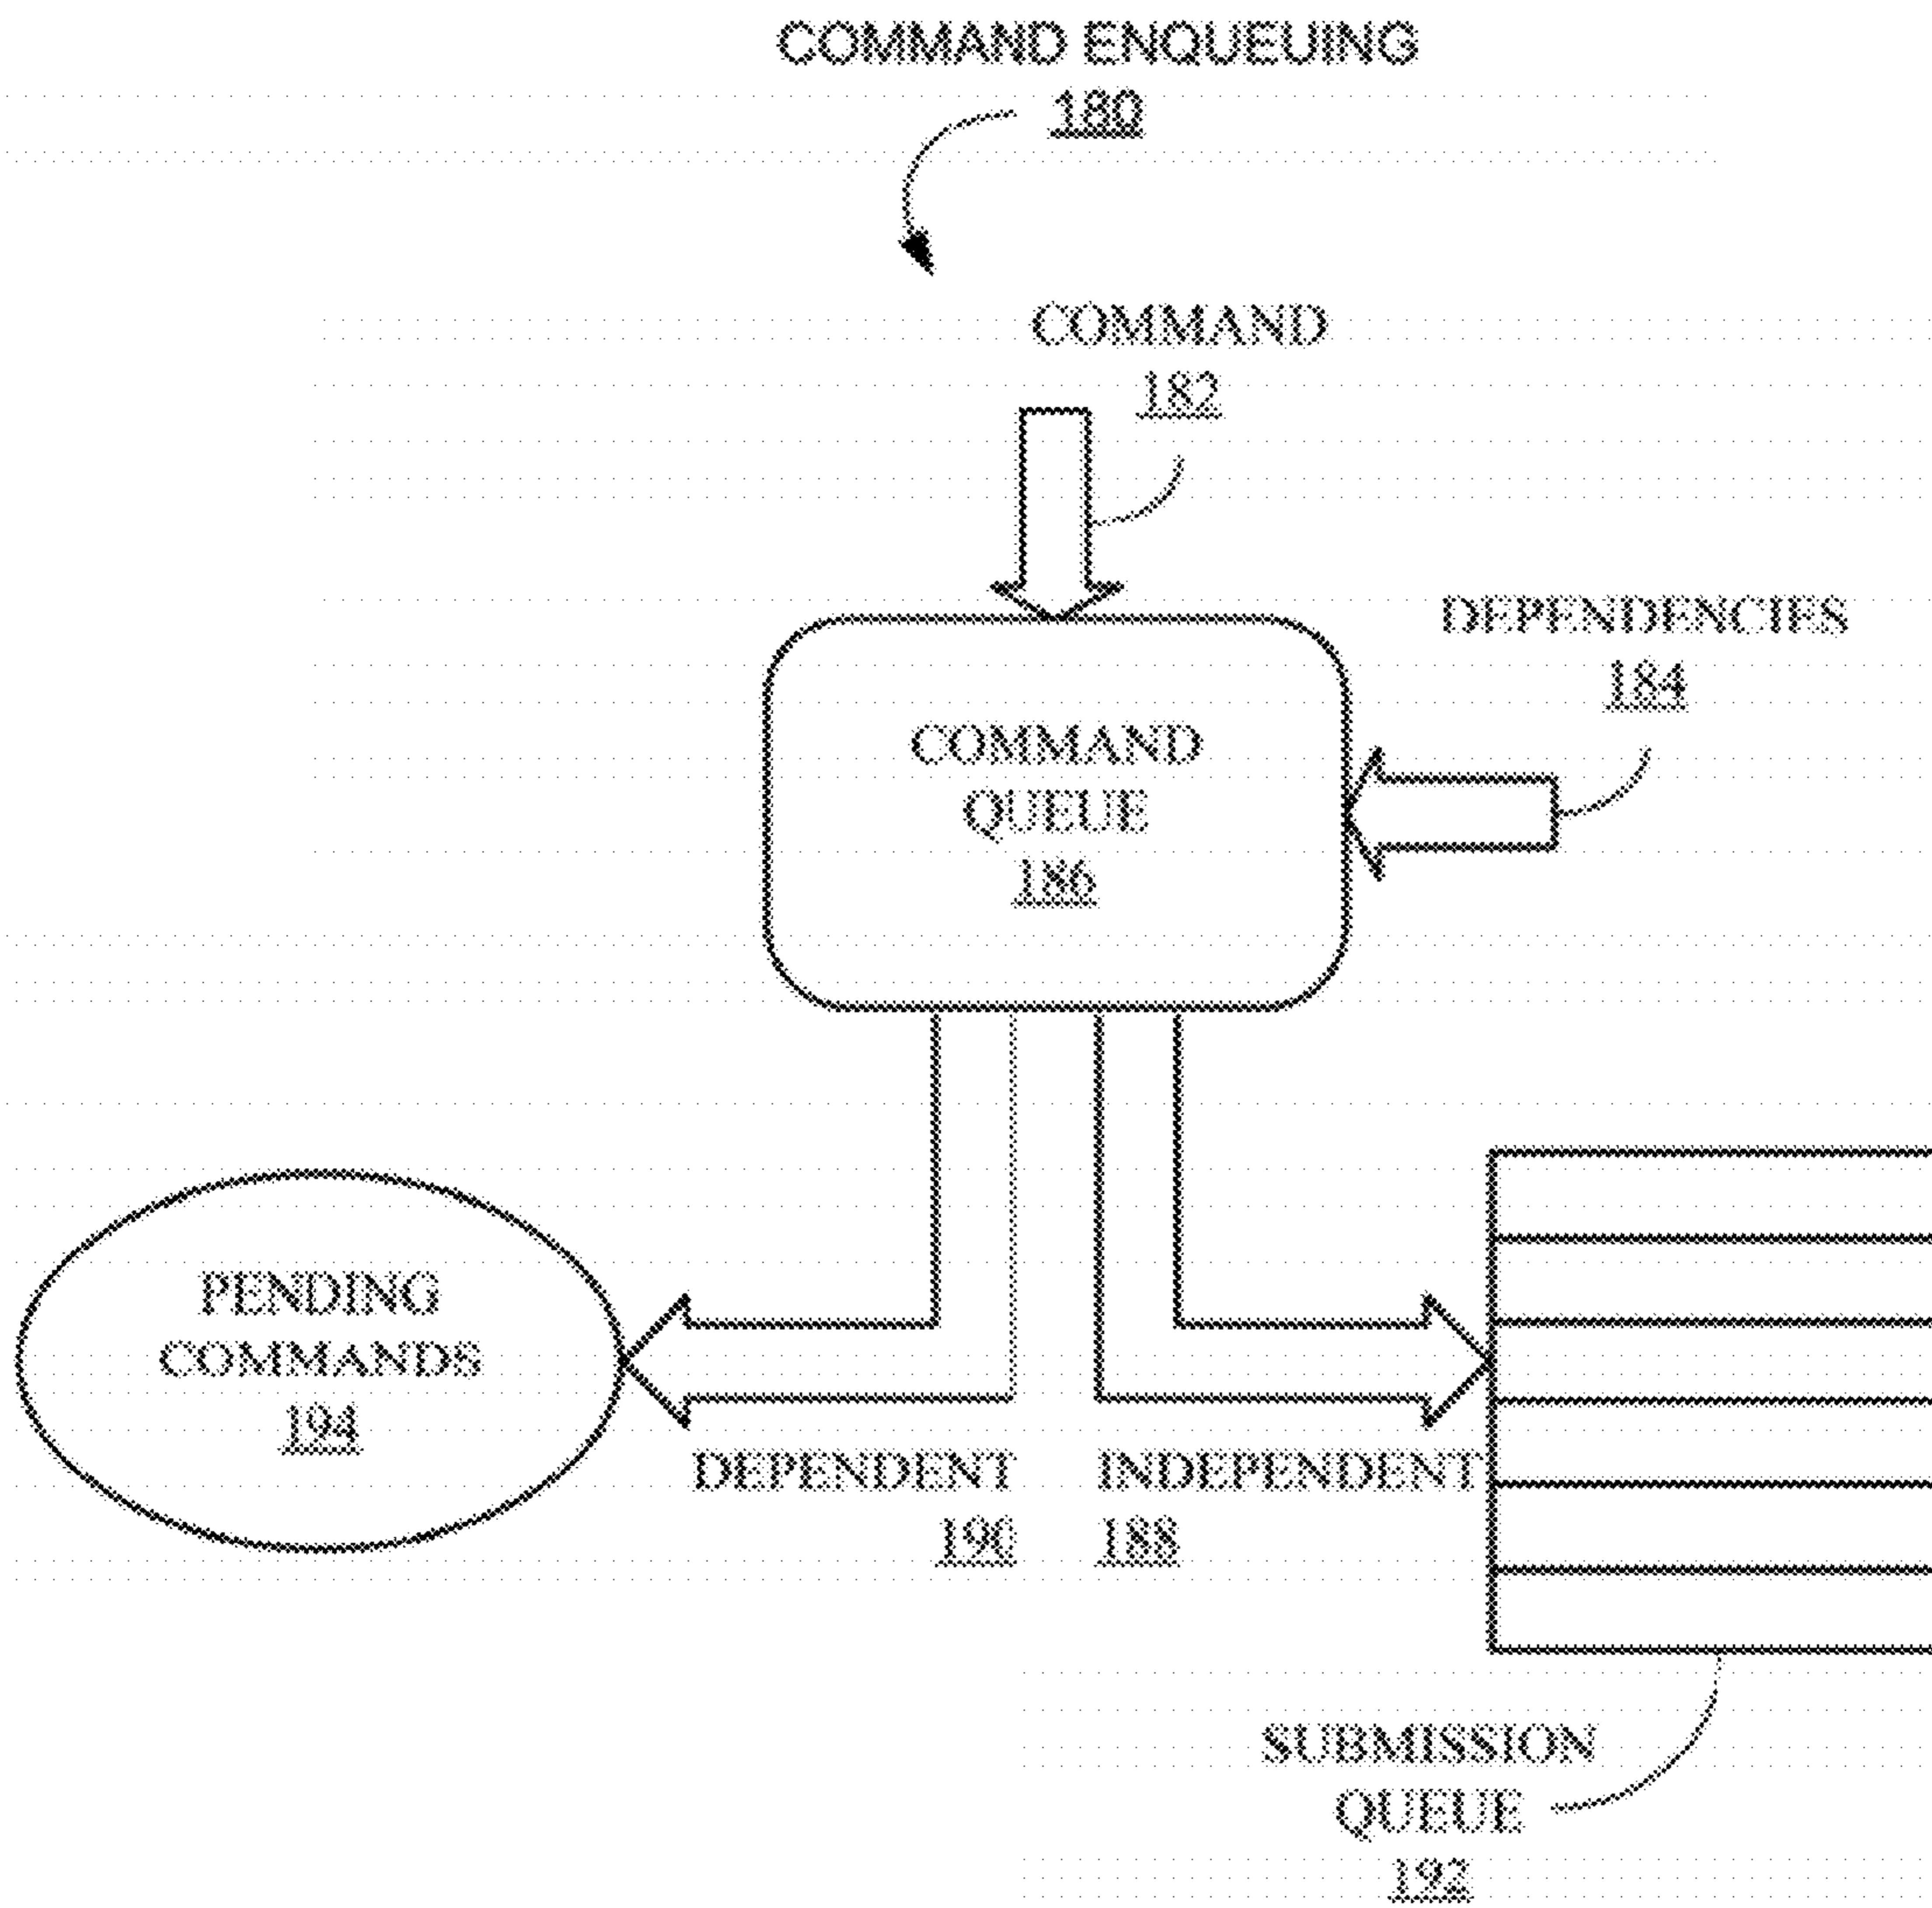 COMMAND ENQUEUING
180
COMMAND
182
DEPENDENCIES
184
COMMAND
QUEUE
186
PENDING
COMMANDS
194
DEPENDENT
190
INDEPENDENT
188
SUBMISSION
QUEUE
192